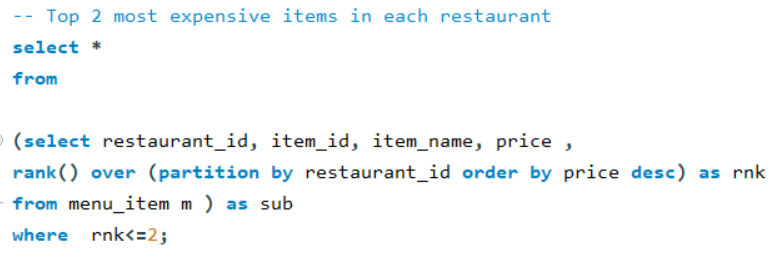 -- Top 2 most expensive items in each restaurant
select *
from
(select restaurant_id, item_id, item_name, price ,
rank() over (partition by restaurant_id order by price desc) as rnk
from menu_item m ) as sub
where  rnk<=2;